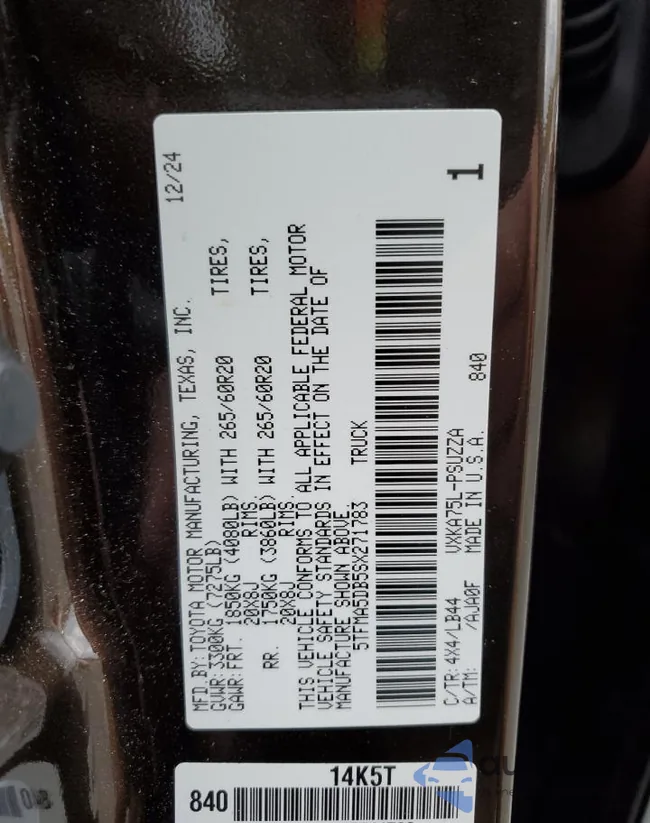 12/24
1
MFD.BY:TOYOTA MOTOR MANUFACTURING, TEXAS, INC.
GVWR:3300KG (7275LB)
GAWR:FRT. 1850KG (4080LB) WITH 265/60R20 TIRES,
20X8J RIMS
RR. 1750KG (3860LB) WITH 265/60R20 TIRES,
20X8J RIMS.
THIS VEHICLE CONFORMS TO ALL APPLICABLE FEDERAL MOTOR
VEHICLE SAFETY STANDARDS IN EFFECT ON THE DATE OF
MANUFACTURE SHOWN ABOVE.
5TFMA5DB5SX271783 TRUCK
C/TR:4X4/LB44 VXKA75L-PSUZZA 840
A/TM: /AJA0F MADE IN U.S.A.
14K5T
840